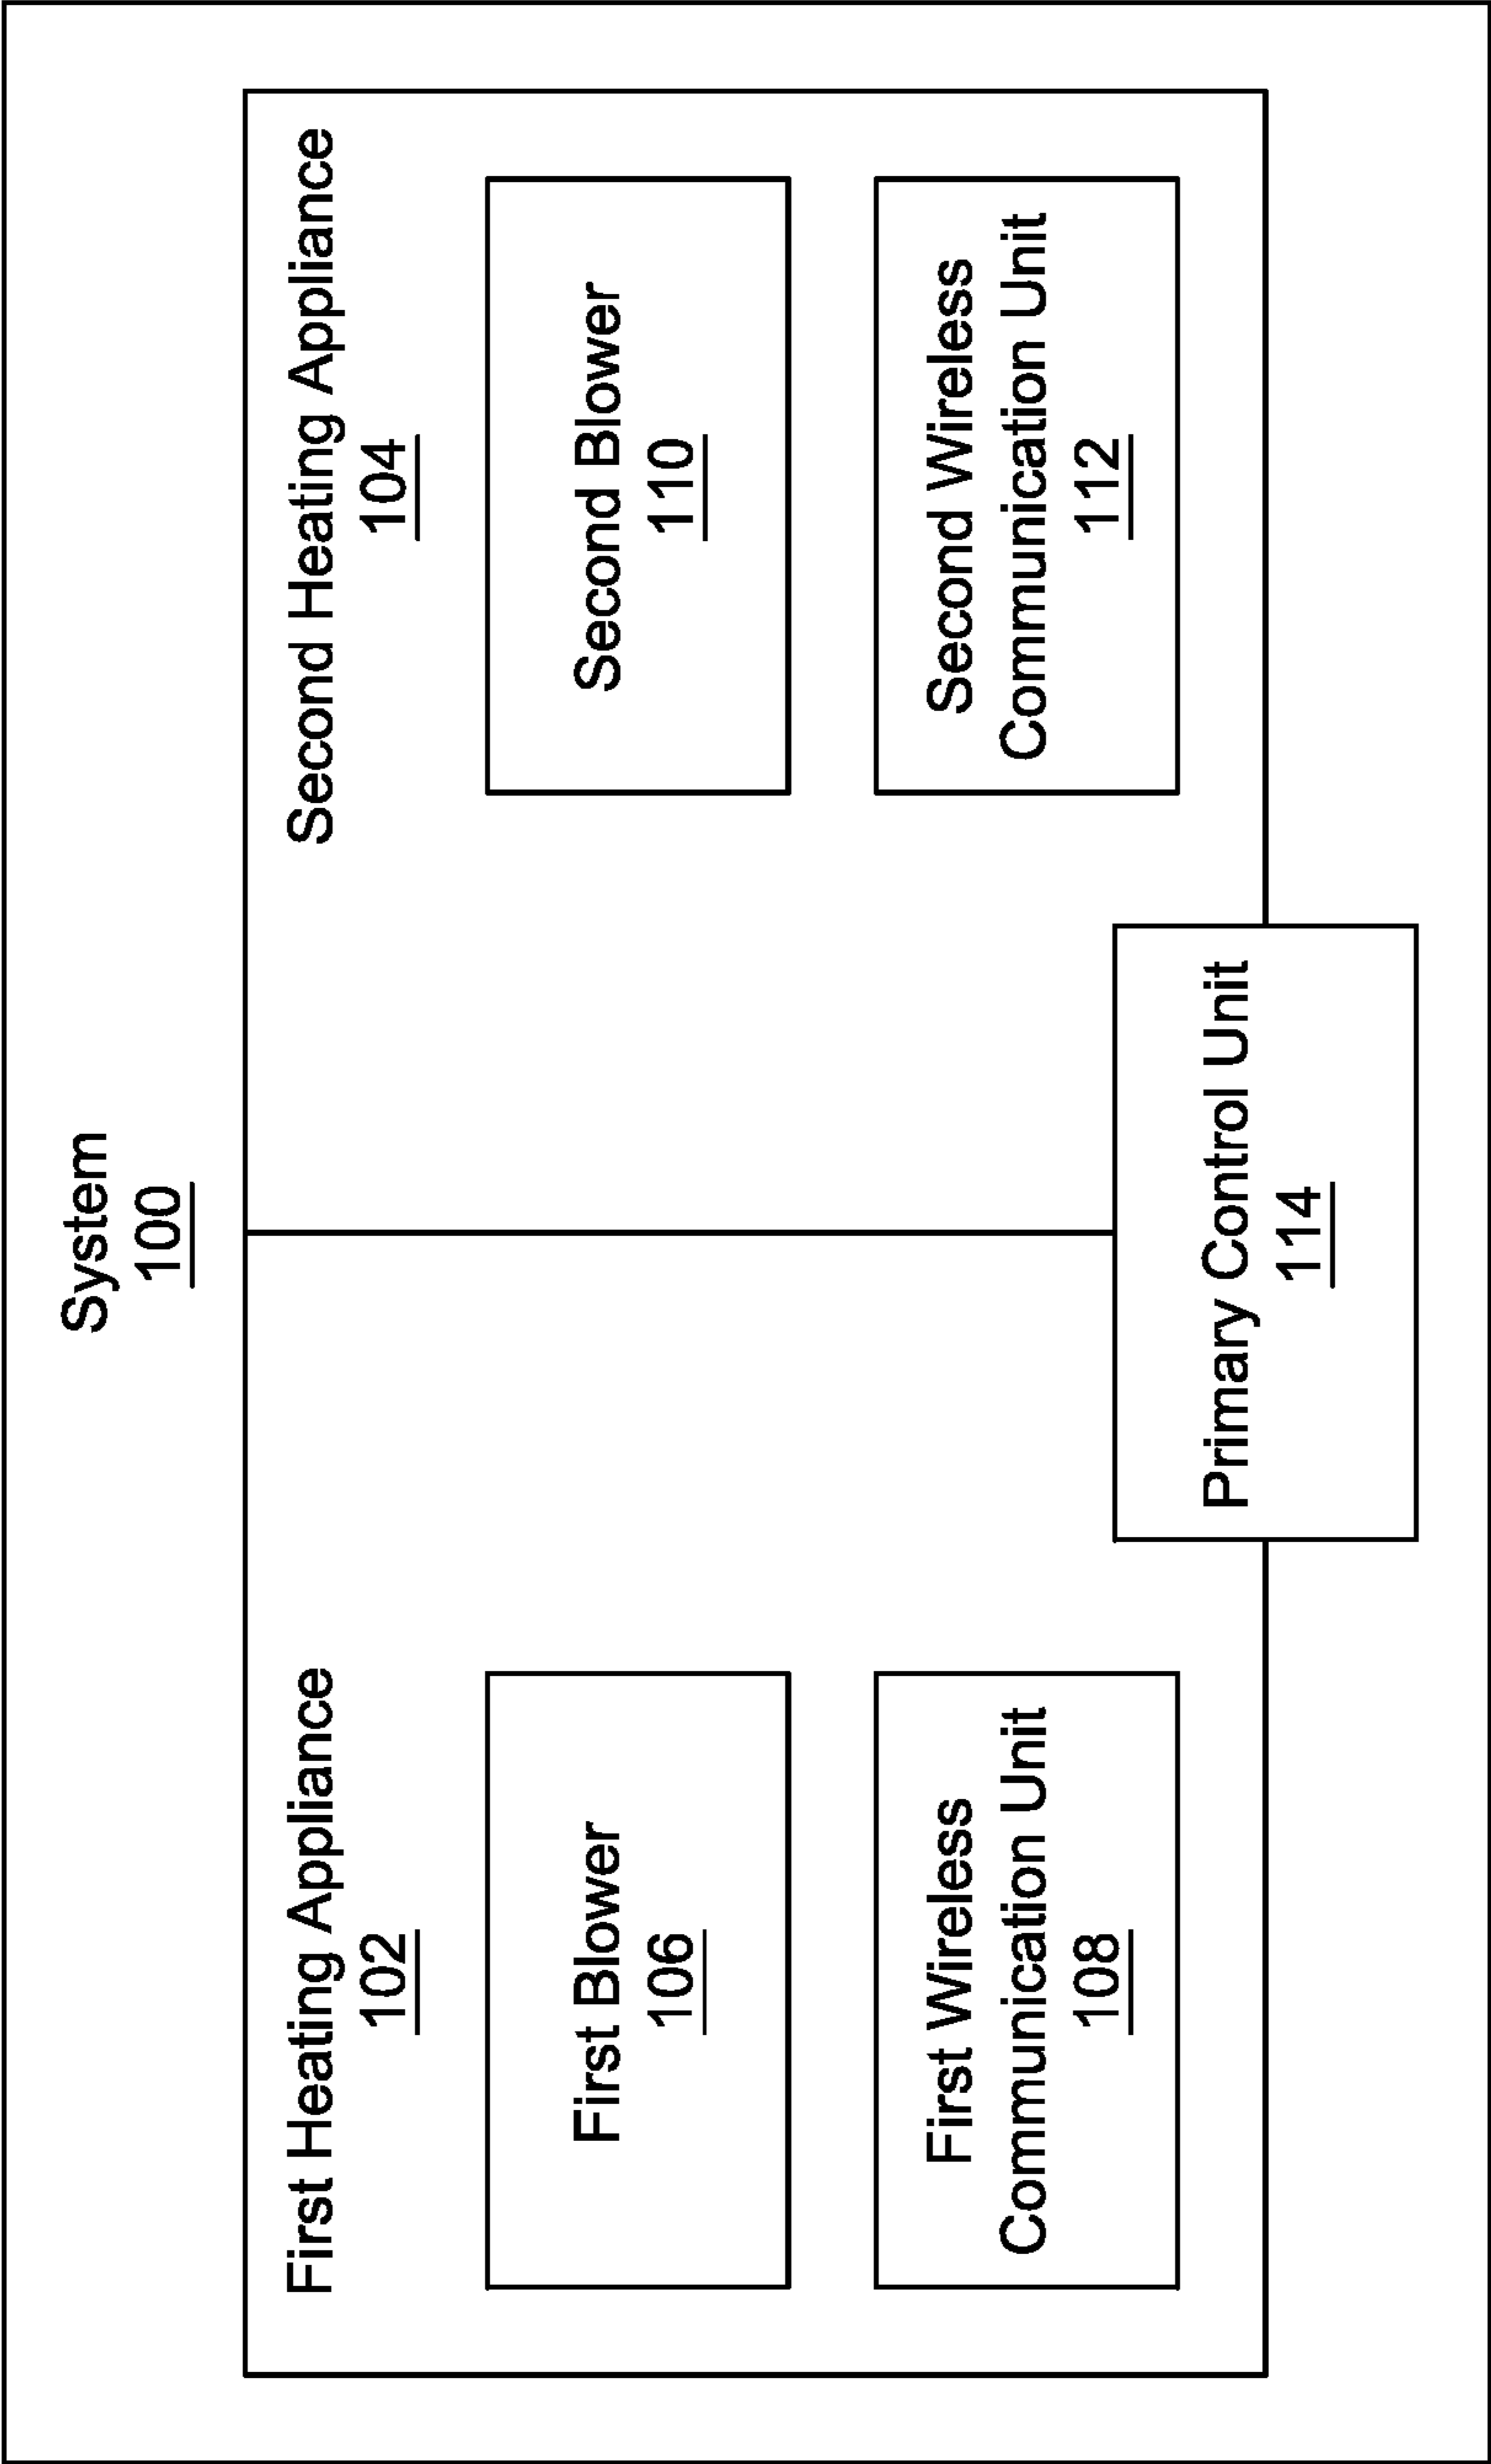 System
100
First Heating Appliance
102
First Blower
106
First Wireless
Communication Unit
108
Second Heating Appliance
104
Second Blower
110
Second Wireless
Communication Unit
112
Primary Control Unit
114